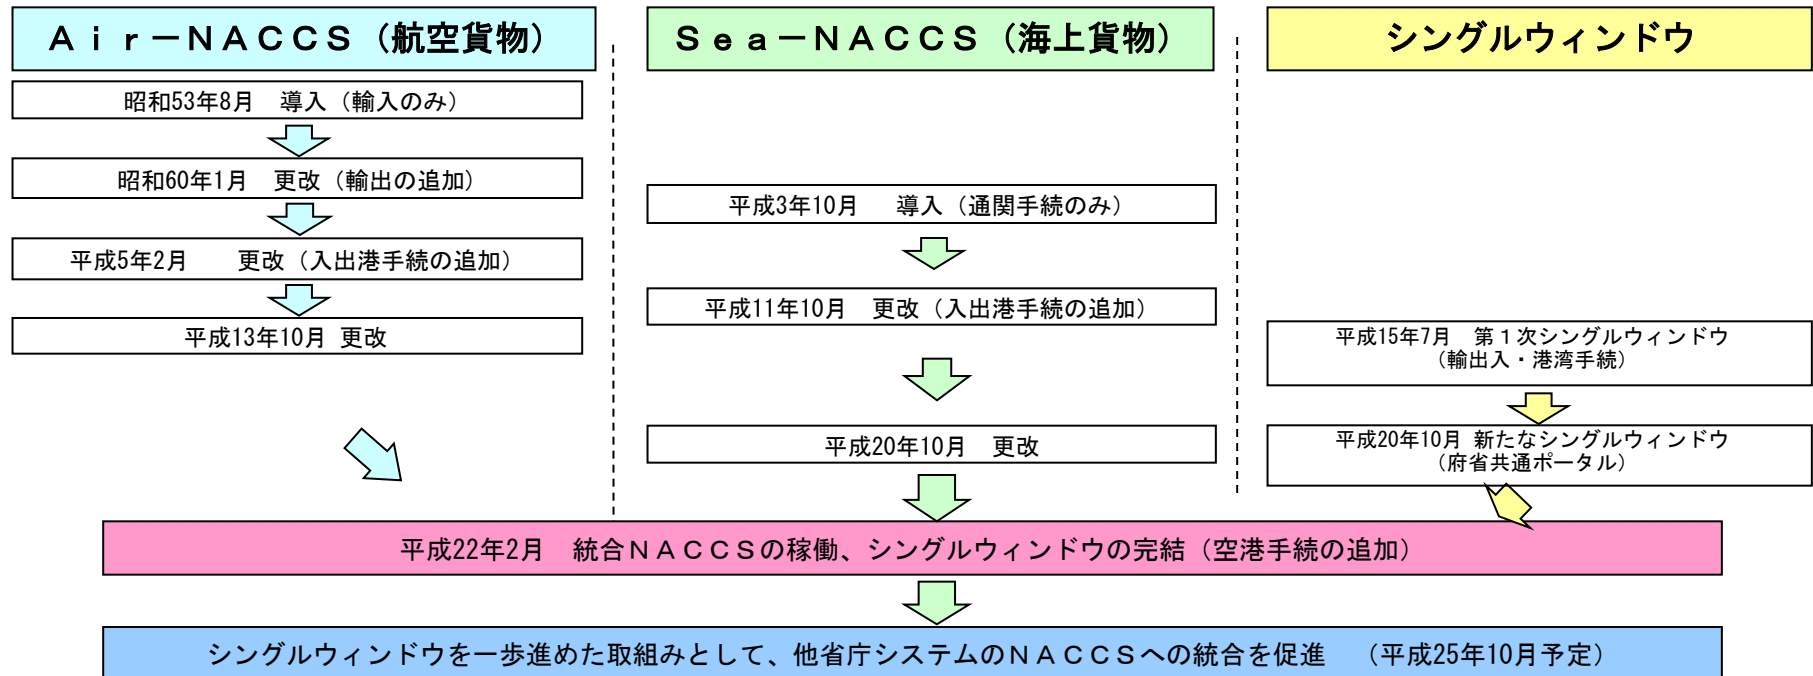 Ａｉｒ－ＮＡＣＣＳ（航空貨物）
昭和53年8月　導入（輸入のみ）
昭和60年1月　更改（輸出の追加）
平成5年2月　　更改（入出港手続の追加）
平成13年10月 更改
Ｓｅａ－ＮＡＣＣＳ（海上貨物）
平成3年10月　 導入（通関手続のみ）
平成11年10月　更改（入出港手続の追加）
平成20年10月　更改
シングルウィンドウ
平成15年7月　第１次シングルウィンドウ
（輸出入・港湾手続）
平成20年10月 新たなシングルウィンドウ
（府省共通ポータル）
平成22年2月　統合ＮＡＣＣＳの稼働、シングルウィンドウの完結（空港手続の追加）
シングルウィンドウを一歩進めた取組みとして、他省庁システムのＮＡＣＣＳへの統合を促進　（平成25年10月予定）